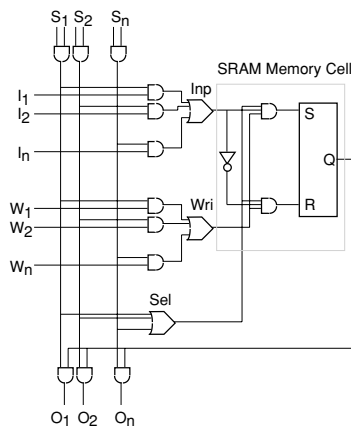 S1 S2 Sn
SRAM Memory Cell
Inp
I1
I2
In
S
Q
R
W1
W2
Wn
Wri
Sel
O1 O2 On